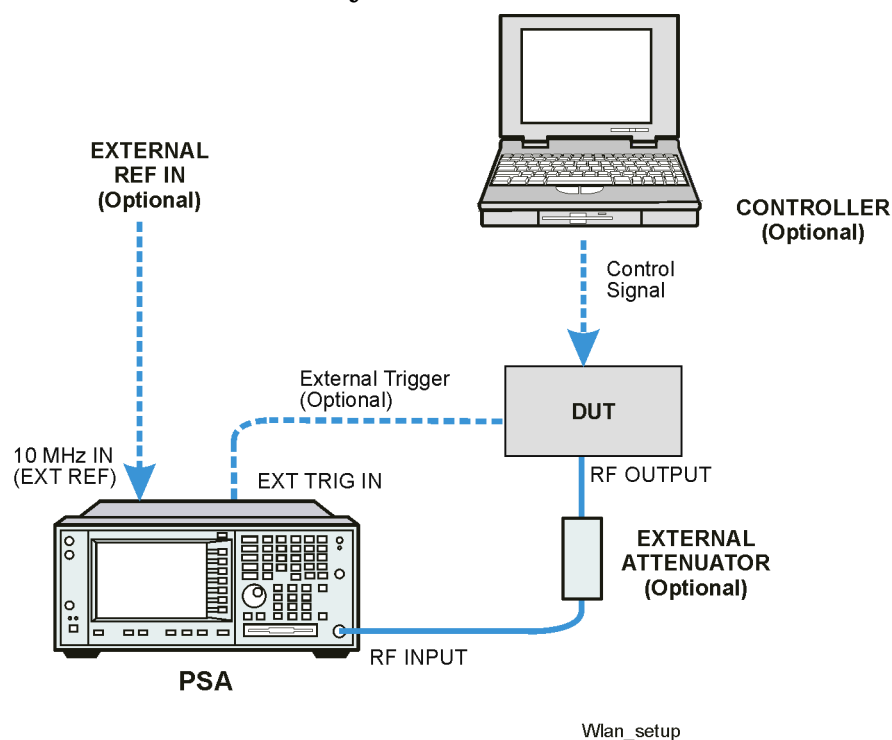 EXTERNAL
REF IN
(Optional)
CONTROLLER
(Optional)
Control
Signal
External Trigger
(Optional)
DUT
10 MHz IN
(EXT REF)
EXT TRIG IN
RF OUTPUT
EXTERNAL
ATTENUATOR
(Optional)
RF INPUT
PSA
Wlan_setup